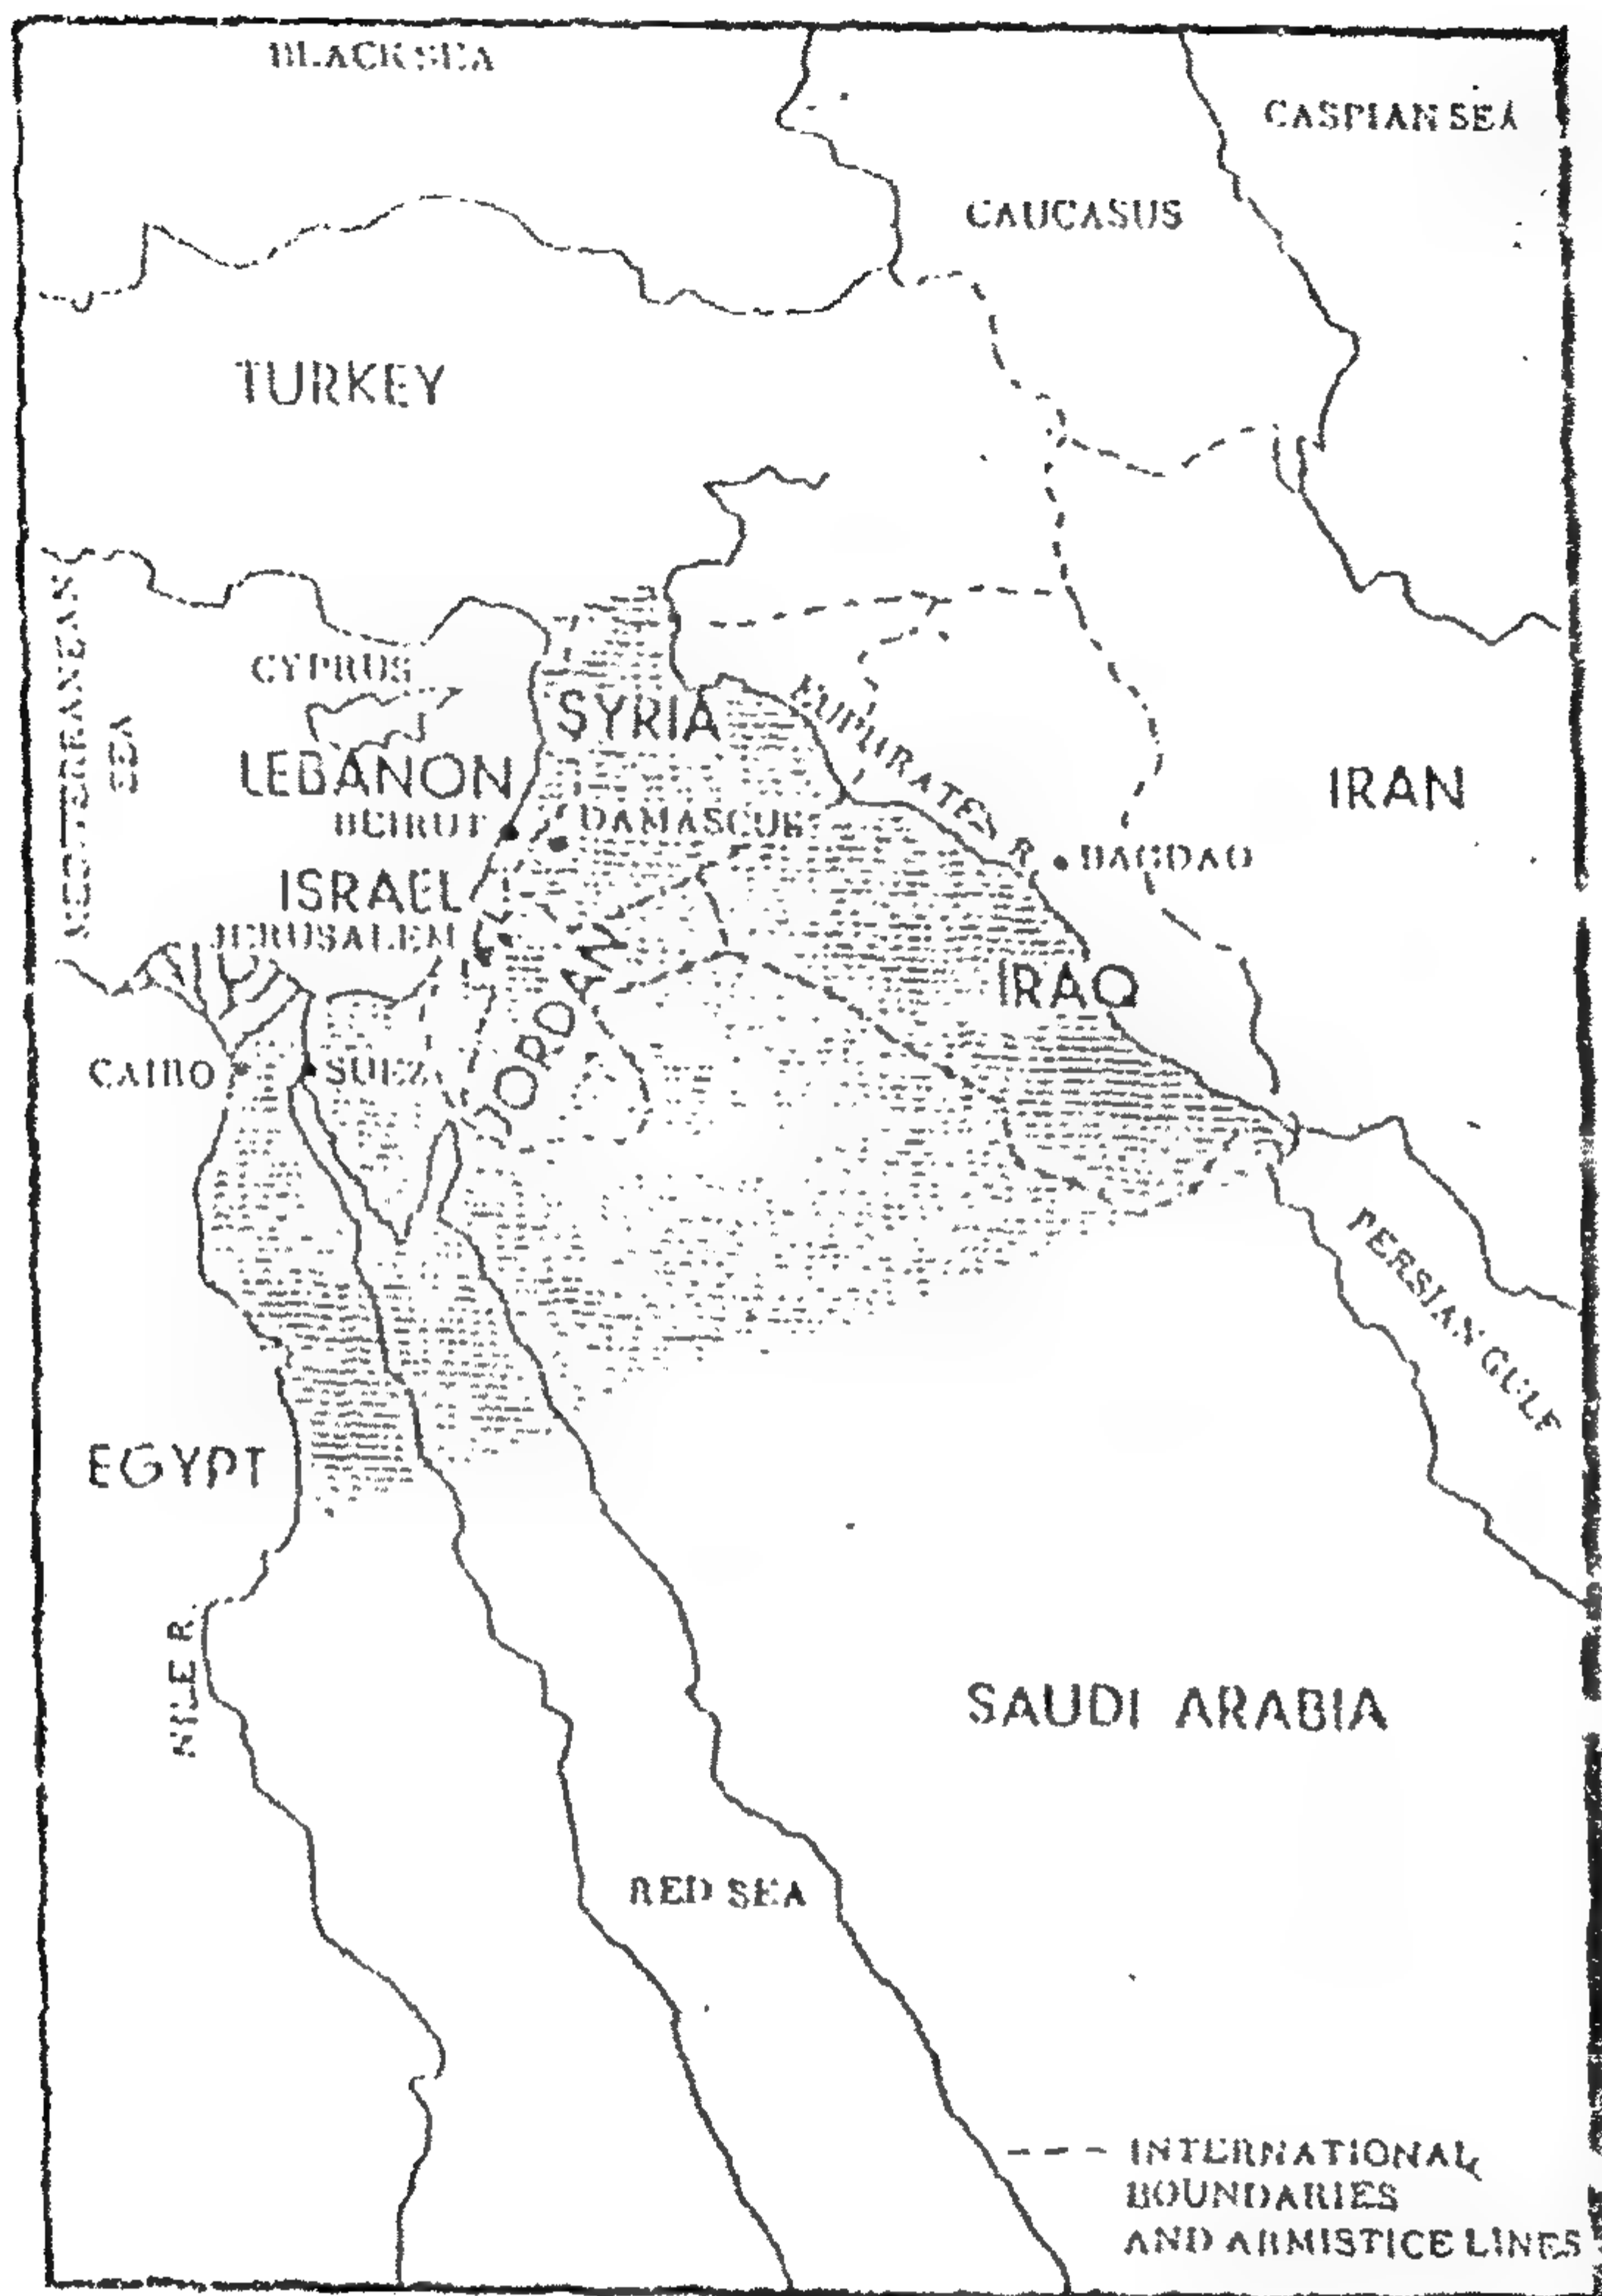 BLACK SEA
CASPIAN SEA
CAUCASUS
TURKEY
MEDITERRANEAN
SEA
CYPRUS
SYRIA
EUPHRATES R.
LEBANON
IRAN
BEIRUT
DAMASCUS
BAGDAD
ISRAEL
JERUSALEM
JORDAN
IRAQ
CAIRO
SUEZ
PERSIAN GULF
EGYPT
NILE R.
SAUDI ARABIA
RED SEA
INTERNATIONAL
BOUNDARIES
AND ARMISTICE LINES